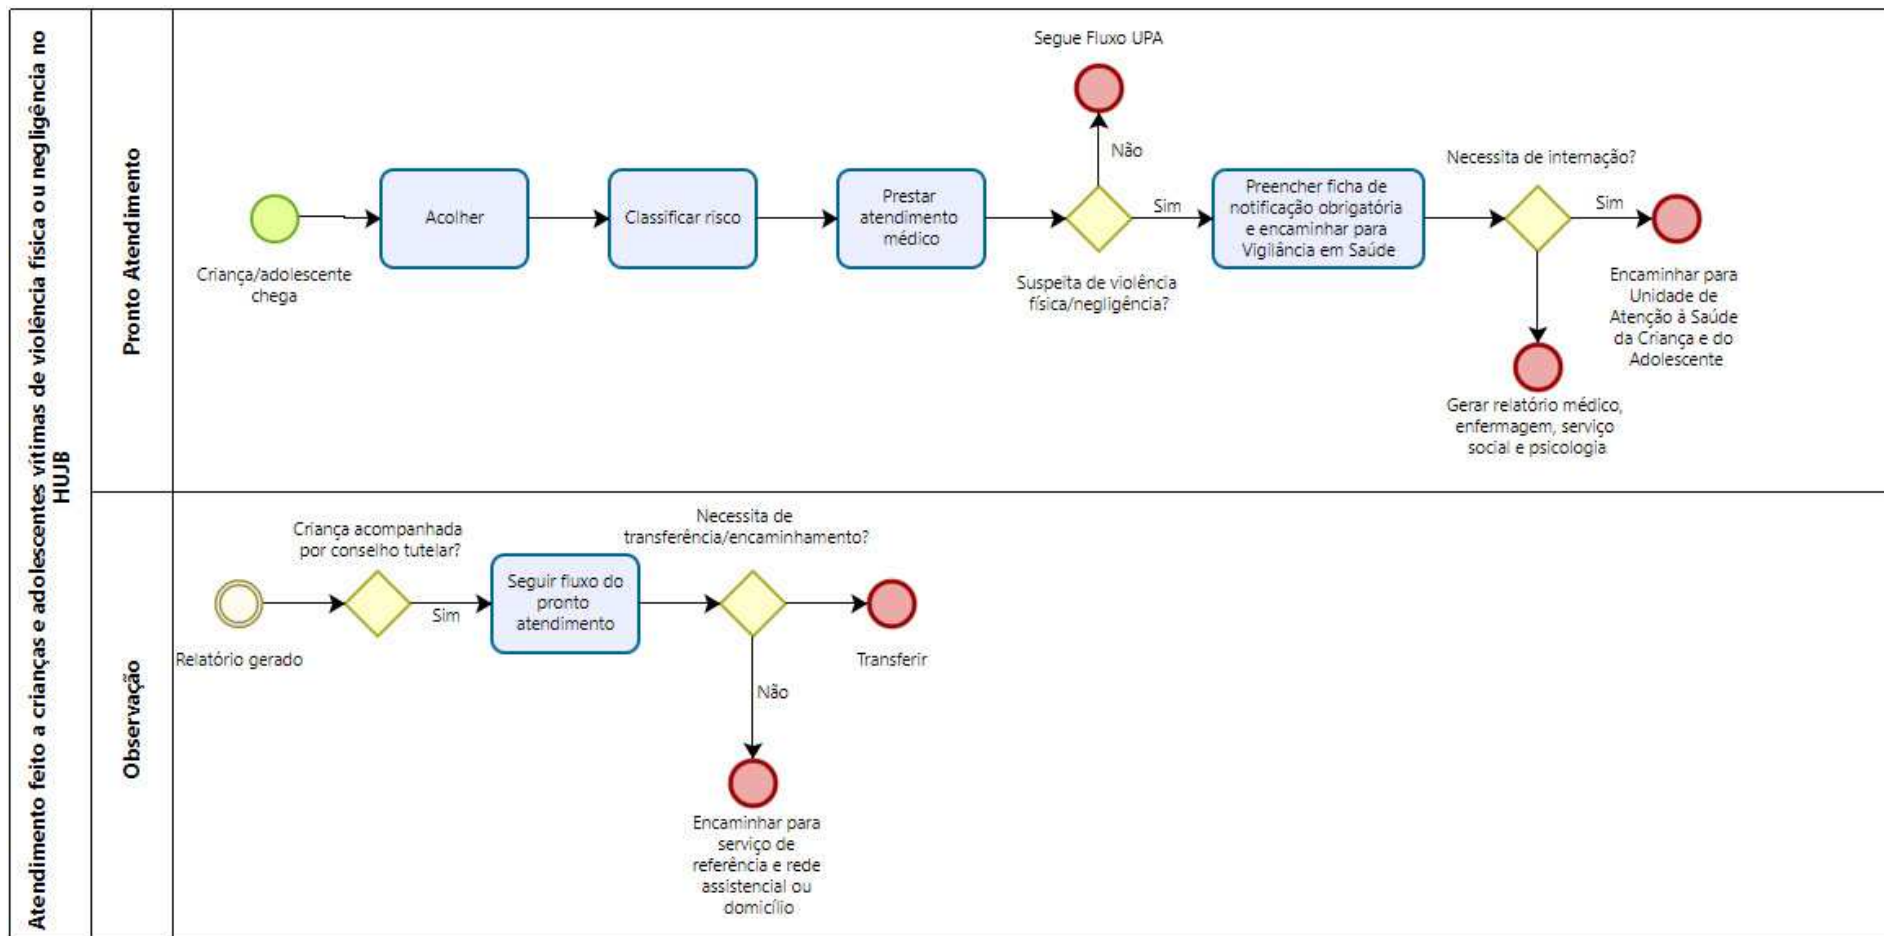 Atendimento feito a crianças e adolescentes vítimas de violência física ou negligência no
HUJB
Pronto Atendimento
Criança/adolescente
chega
Acolher
Classificar risco
Prestar
atendimento
médico
Segue Fluxo UPA
Não
Sim
Suspeita de violência
física/negligência?
Preencher ficha de
notificação obrigatória
e encaminhar para
Vigilância em Saúde
Necessita de internação?
Sim
Encaminhar para
Unidade de
Atenção à Saúde
da Criança e do
Adolescente
Gerar relatório médico,
enfermagem, serviço
social e psicologia
Observação
Relatório gerado
Criança acompanhada
por conselho tutelar?
Sim
Seguir fluxo do
pronto
atendimento
Necessita de
transferência/encaminhamento?
Transferir
Não
Encaminhar para
serviço de
referência e rede
assistencial ou
domicílio